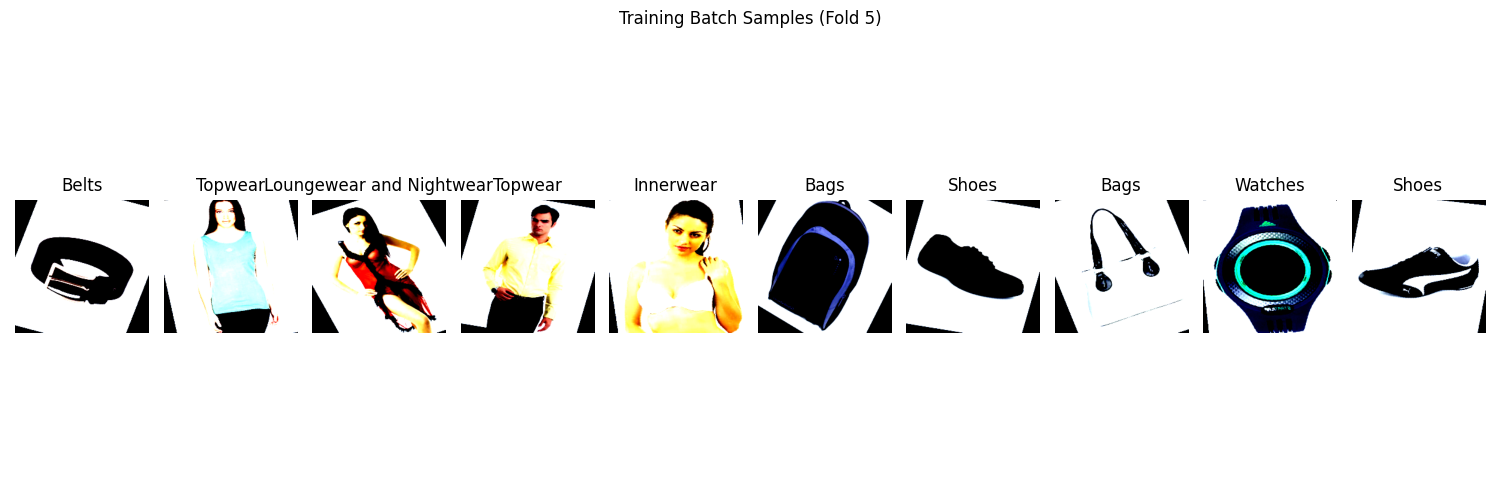 Training Batch Samples (Fold 5)
Belts
Topwear
Loungewear and Nightwear
Topwear
Innerwear
Bags
Shoes
Bags
Watches
Shoes